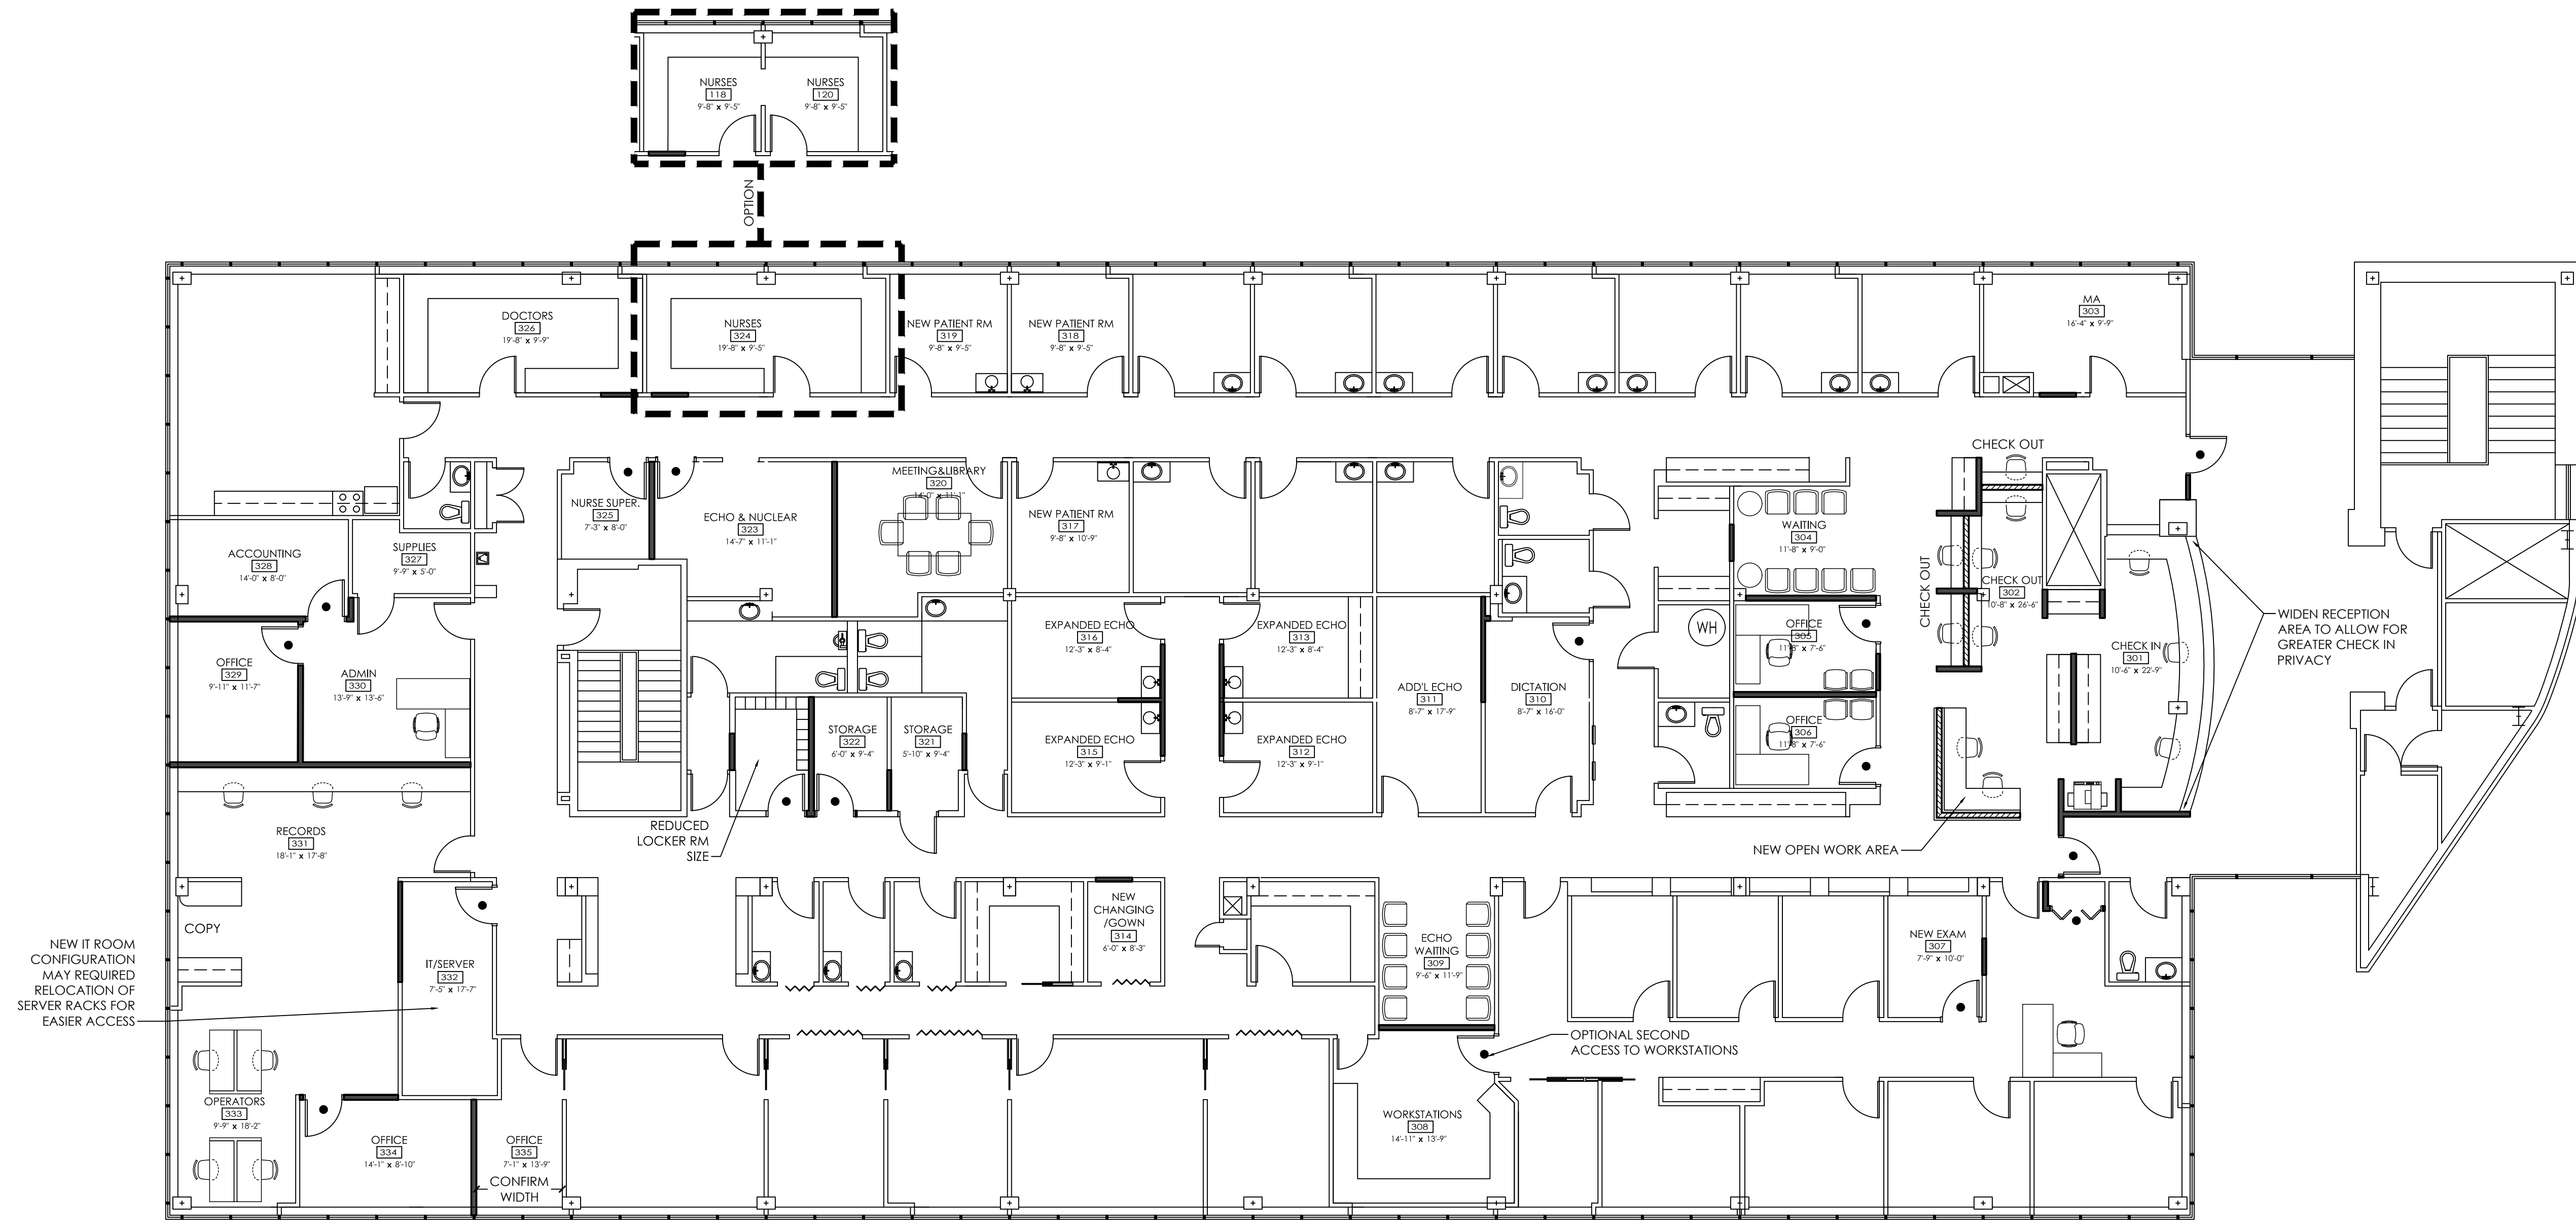 NURSES
118
9'-8" x 9'-5"
NURSES
120
9'-8" x 9'-5"
OPTION
DOCTORS
326
19'-8" x 9'-9"
NURSES
324
19'-8" x 9'-5"
NEW PATIENT RM
319
9'-8" x 9'-5"
NEW PATIENT RM
318
9'-8" x 9'-5"
MA
303
16'-4" x 9'-9"
CHECK OUT
NURSE SUPER.
325
7'-3" x 8'-0"
ECHO & NUCLEAR
323
14'-7" x 11'-1"
MEETING&LIBRARY
320
14'-0" x 11'-1"
NEW PATIENT RM
317
9'-8" x 10'-9"
WAITING
304
11'-8" x 9'-0"
ACCOUNTING
328
14'-0" x 8'-0"
SUPPLIES
327
9'-9" x 5'-0"
CHECK OUT
CHECK OUT
302
10'-8" x 26'-6"
WIDEN RECEPTION
AREA TO ALLOW FOR
GREATER CHECK IN
PRIVACY
EXPANDED ECHO
316
12'-3" x 8'-4"
EXPANDED ECHO
313
12'-3" x 8'-4"
WH
OFFICE
305
11'-8" x 7'-6"
CHECK IN
301
10'-6" x 22'-9"
OFFICE
329
9'-11" x 11'-7"
ADMIN
330
13'-9" x 13'-6"
ADD'L ECHO
311
8'-7" x 17'-9"
DICTATION
310
8'-7" x 16'-0"
STORAGE
322
6'-0" x 9'-4"
STORAGE
321
5'-10" x 9'-4"
EXPANDED ECHO
315
12'-3" x 9'-1"
EXPANDED ECHO
312
12'-3" x 9'-1"
OFFICE
306
11'-8" x 7'-6"
RECORDS
331
18'-1" x 17'-8"
REDUCED
LOCKER RM
SIZE
NEW OPEN WORK AREA
COPY
NEW
CHANGING
/GOWN
314
6'-0" x 8'-3"
ECHO
WAITING
309
9'-6" x 11'-9"
NEW EXAM
307
7'-9" x 10'-0"
NEW IT ROOM
CONFIGURATION
MAY REQUIRED
RELOCATION OF
SERVER RACKS FOR
EASIER ACCESS
IT/SERVER
332
7'-5" x 17'-7"
OPTIONAL SECOND
ACCESS TO WORKSTATIONS
OPERATORS
333
9'-9" x 18'-2"
OFFICE
334
14'-1" x 8'-10"
OFFICE
335
7'-1" x 13'-9"
CONFIRM
WIDTH
WORKSTATIONS
308
14'-11" x 13'-9"